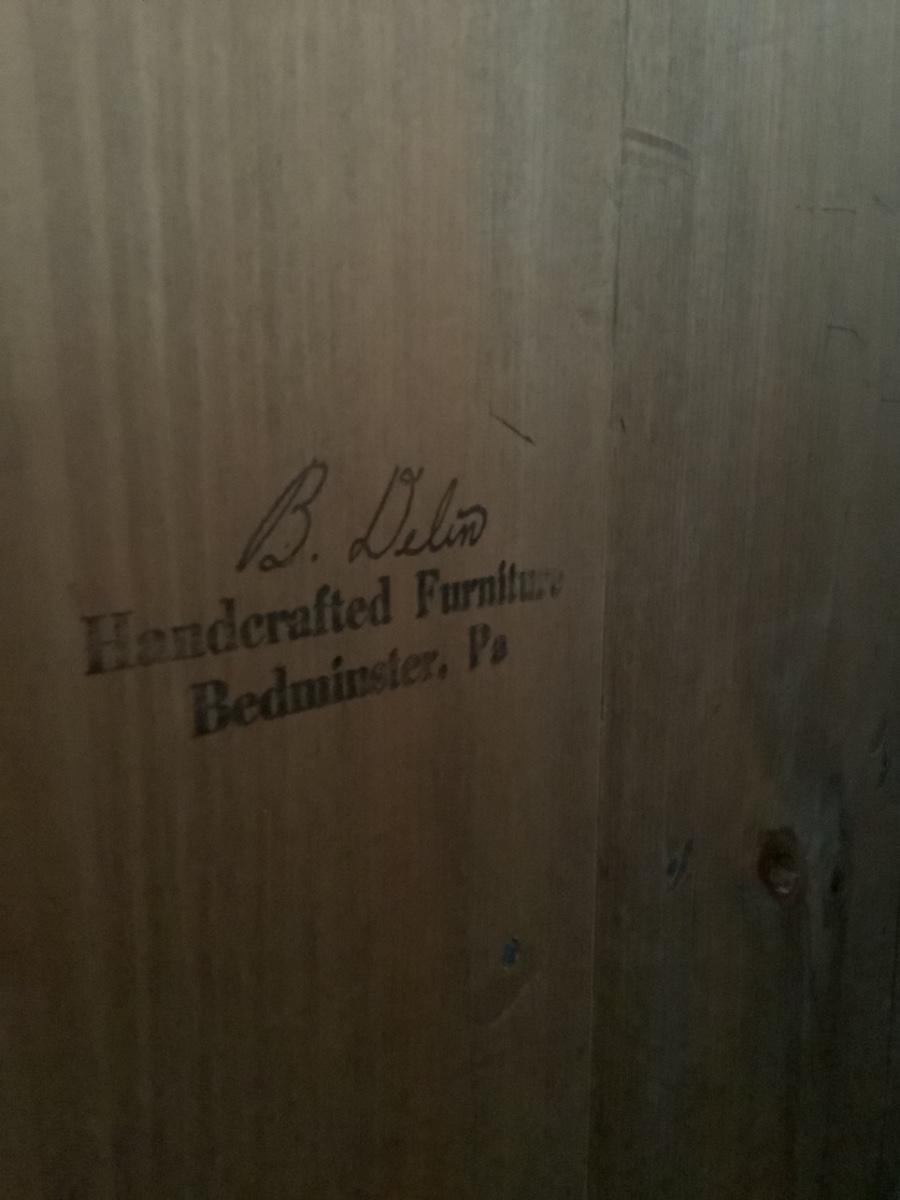 B. Delin
Handcrafted Furniture
Bedminster, Pa